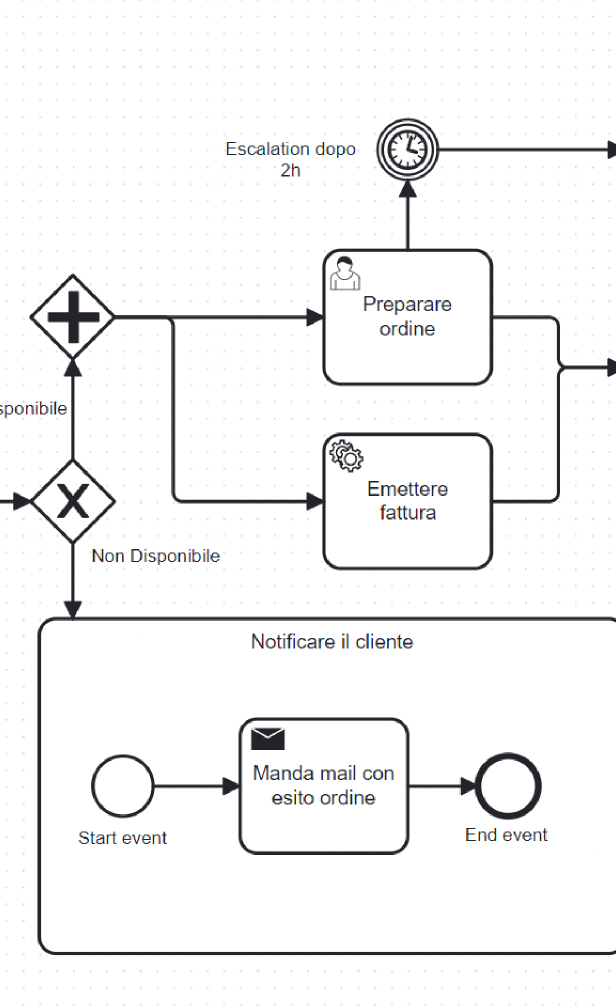 Escalation dopo
2h
Preparare
ordine
sponibile
Emettere
fattura
Non Disponibile
Notificare il cliente
Manda mail con
esito ordine
Start event
End event